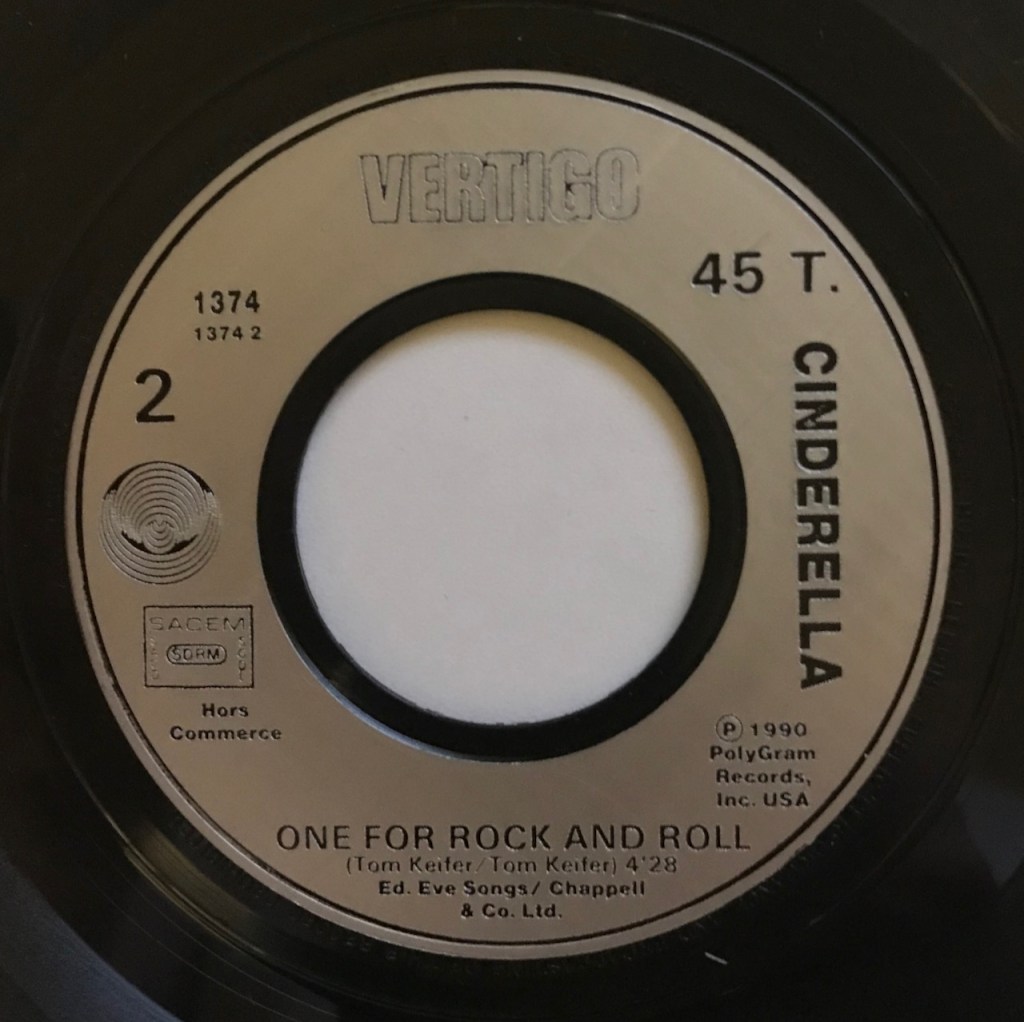 VERTIGO
45 T.
1374
1374 2
2
CINDERELLA
SACEM
SDRM
Hors
Commerce
Ⓟ 1990
PolyGram
Records,
Inc. USA
ONE FOR ROCK AND ROLL
(Tom Keifer/Tom Keifer) 4'28
Ed. Eve Songs/ Chappell
& Co. Ltd.